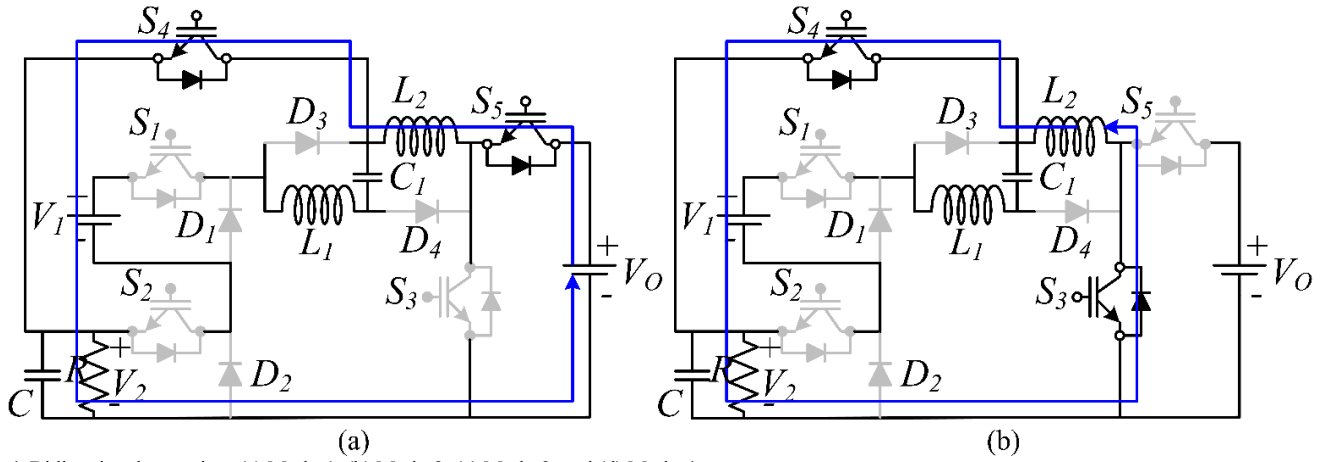 S4
S5
L2
D3
S1
C1
V1
+
-
D1
L1
D4
S2
S3
+
VO
-
C
R
+
V2
-
D2
(a)
S4
S5
L2
D3
S1
C1
V1
+
-
D1
L1
D4
S2
S3
+
VO
-
C
R
+
V2
-
D2
(b)